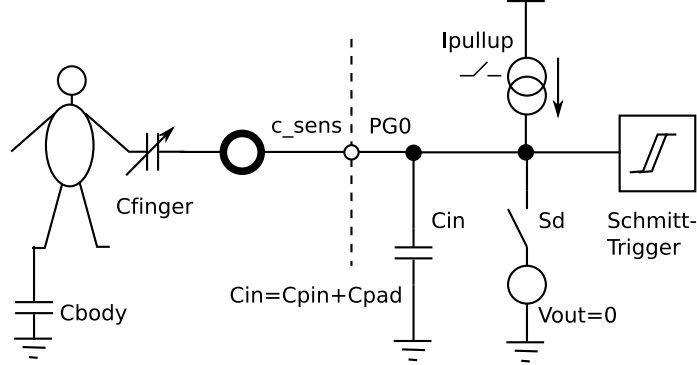 Ipullup
c_sens
PG0
Cfinger
Cin
Sd
Schmitt-
Trigger
Cin=Cpin+Cpad
Cbody
Vout=0